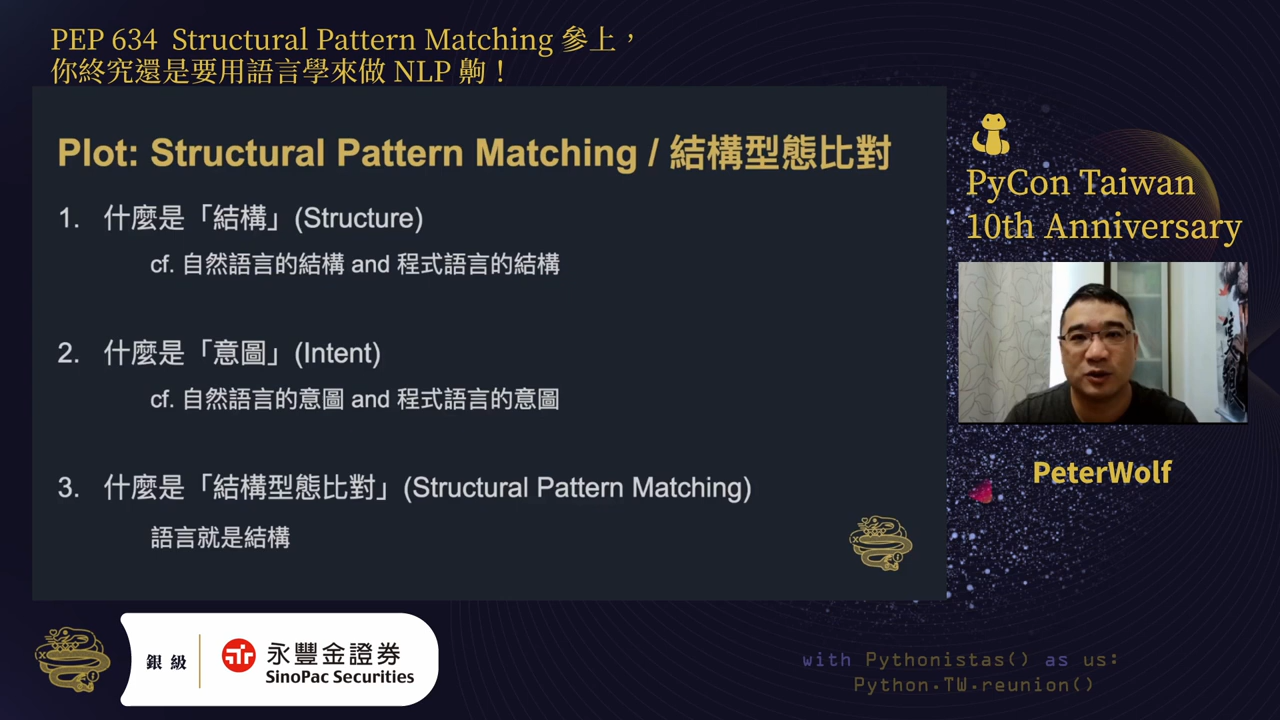 PEP 634 Structural Pattern Matching 參上，
你終究還是要用語言學來做 NLP 齁！
Plot: Structural Pattern Matching / 結構型態比對
1. 什麼是「結構」(Structure)
cf. 自然語言的結構 and 程式語言的結構
2. 什麼是「意圖」(Intent)
cf. 自然語言的意圖 and 程式語言的意圖
3. 什麼是「結構型態比對」(Structural Pattern Matching)
語言就是結構
PyCon Taiwan
10th Anniversary
PeterWolf
銀級
永豐金證券
SinoPac Securities
with Pythonistas() as us:
Python.TW.reunion()